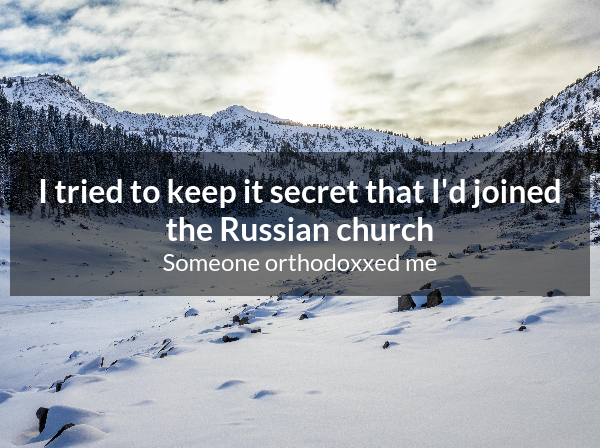 I tried to keep it secret that I'd joined
the Russian church
Someone orthodoxxed me